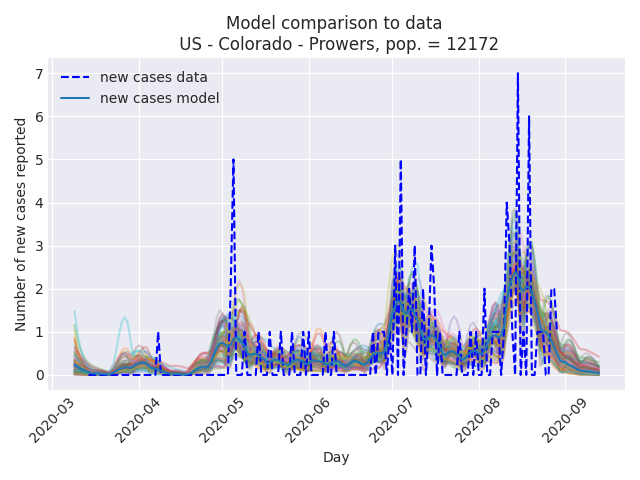 Model comparison to data
US - Colorado - Prowers, pop. = 12172
new cases data
new cases model
Number of new cases reported
7
6
5
4
3
2
1
0
2020-03
2020-04
2020-05
2020-06
2020-07
2020-08
2020-09
Day